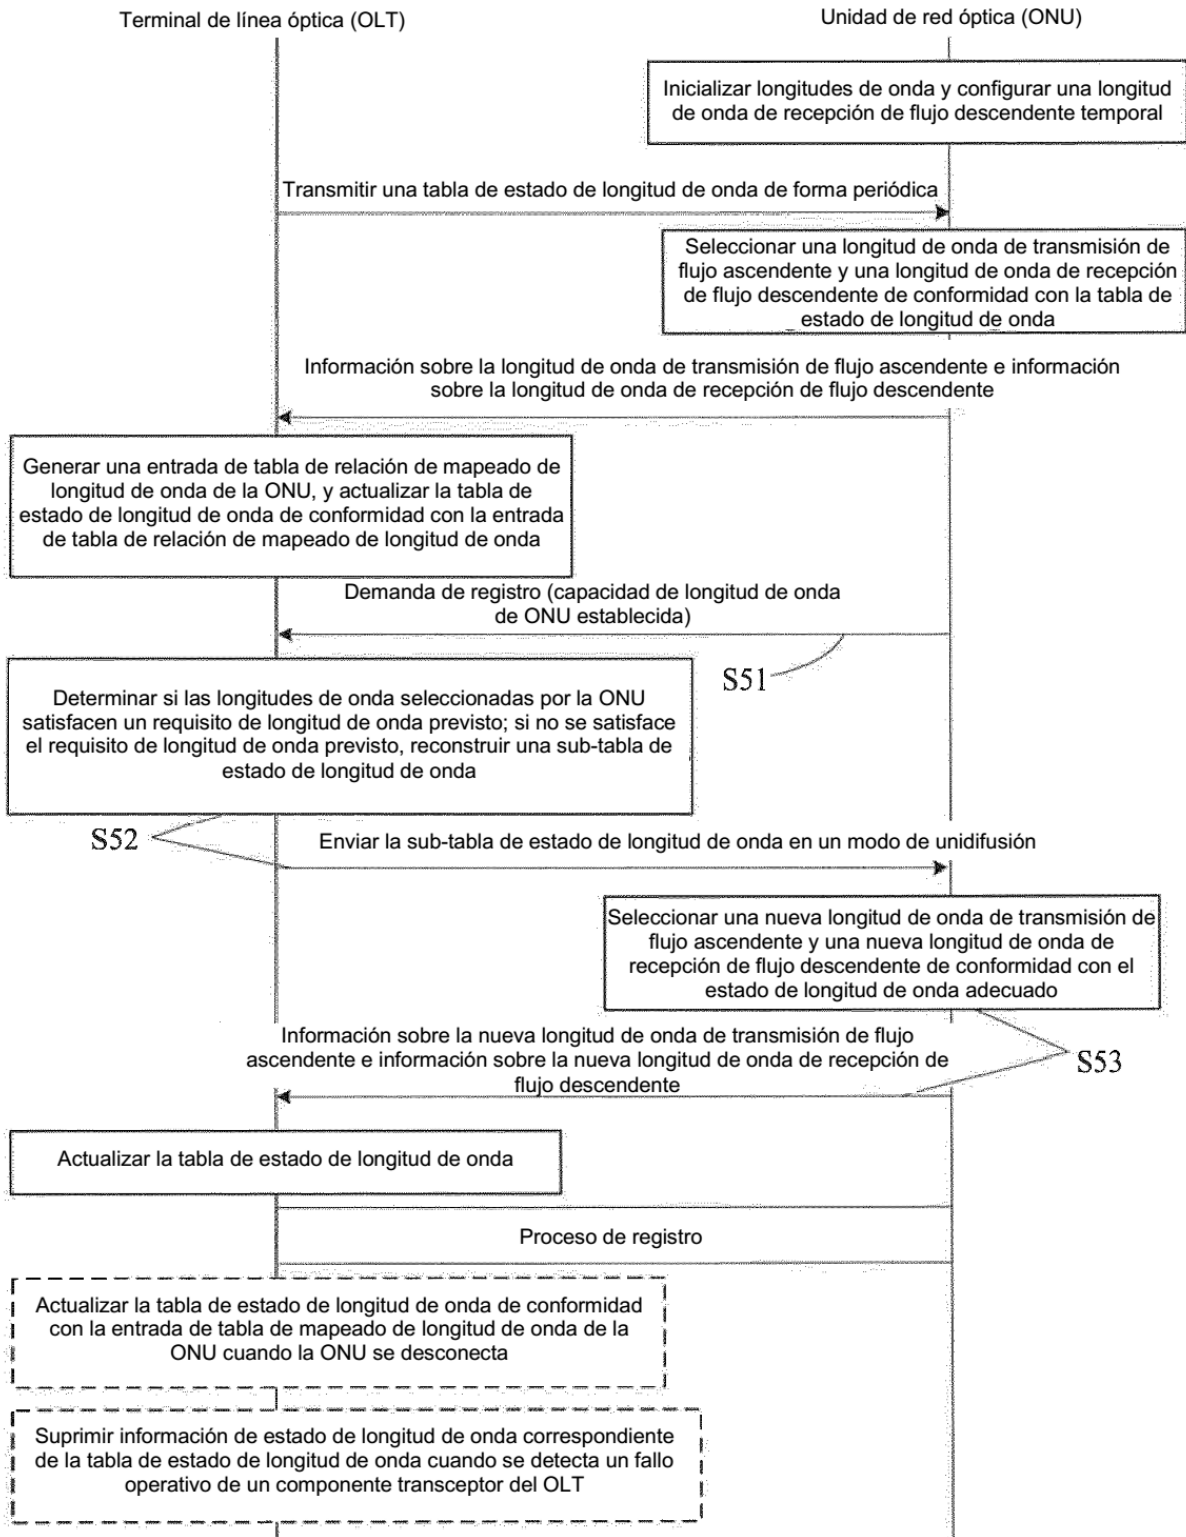 Terminal de línea óptica (OLT)
Unidad de red óptica (ONU)
Inicializar longitudes de onda y configurar una longitud
de onda de recepción de flujo descendente temporal
Transmitir una tabla de estado de longitud de onda de forma periódica
Seleccionar una longitud de onda de transmisión de
flujo ascendente y una longitud de onda de recepción
de flujo descendente de conformidad con la tabla de
estado de longitud de onda
Información sobre la longitud de onda de transmisión de flujo ascendente e información
sobre la longitud de onda de recepción de flujo descendente
Generar una entrada de tabla de relación de mapeado de
longitud de onda de la ONU, y actualizar la tabla de
estado de longitud de onda de conformidad con la entrada
de tabla de relación de mapeado de longitud de onda
Demanda de registro (capacidad de longitud de onda
de ONU establecida)
S51
Determinar si las longitudes de onda seleccionadas por la ONU
satisfacen un requisito de longitud de onda previsto; si no se satisface
el requisito de longitud de onda previsto, reconstruir una sub-tabla de
estado de longitud de onda
S52
Enviar la sub-tabla de estado de longitud de onda en un modo de unidifusión
Seleccionar una nueva longitud de onda de transmisión de
flujo ascendente y una nueva longitud de onda de
recepción de flujo descendente de conformidad con el
estado de longitud de onda adecuado
Información sobre la nueva longitud de onda de transmisión de flujo
ascendente e información sobre la nueva longitud de onda de recepción de
flujo descendente
S53
Actualizar la tabla de estado de longitud de onda
Proceso de registro
Actualizar la tabla de estado de longitud de onda de conformidad
con la entrada de tabla de mapeado de longitud de onda de la
ONU cuando la ONU se desconecta
Suprimir información de estado de longitud de onda correspondiente
de la tabla de estado de longitud de onda cuando se detecta un fallo
operativo de un componente transceptor del OLT